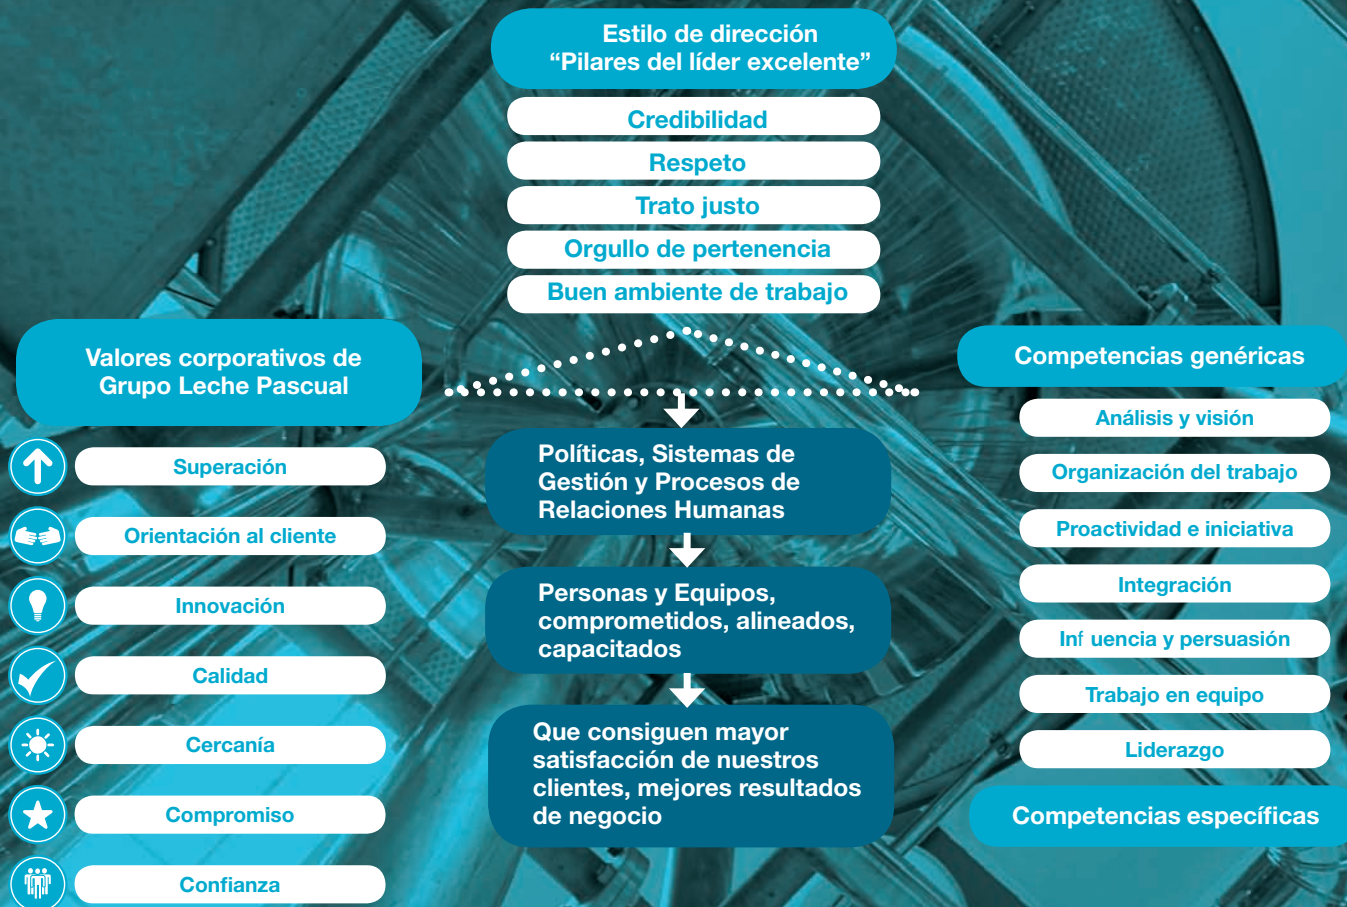 Estilo de dirección
“Pilares del líder excelente”
Credibilidad
Respeto
Trato justo
Orgullo de pertenencia
Buen ambiente de trabajo
Valores corporativos de
Grupo Leche Pascual
Superación
Orientación al cliente
Innovación
Calidad
Cercanía
Compromiso
Confianza
Políticas, Sistemas de
Gestión y Procesos de
Relaciones Humanas
Personas y Equipos,
comprometidos, alineados,
capacitados
Que consiguen mayor
satisfacción de nuestros
clientes, mejores resultados
de negocio
Competencias genéricas
Análisis y visión
Organización del trabajo
Proactividad e iniciativa
Integración
Inf uencia y persuasión
Trabajo en equipo
Liderazgo
Competencias específicas